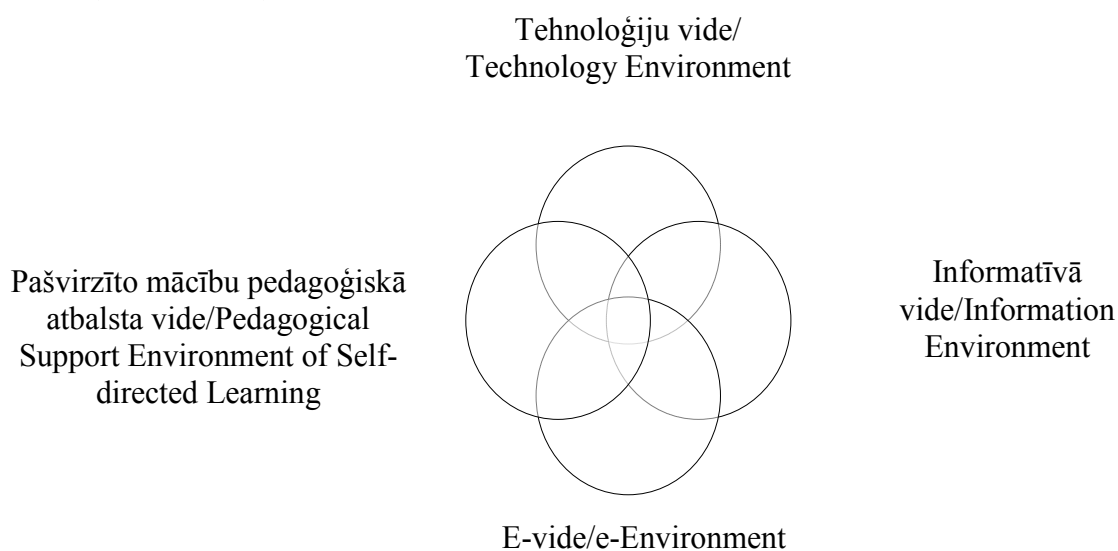 Tehnoloģiju vide/
Technology Environment
Pašvirzīto mācību pedagoģiskā
atbalsta vide/Pedagogical
Support Environment of Self-
directed Learning
Informatīvā
vide/Information
Environment
E-vide/e-Environment